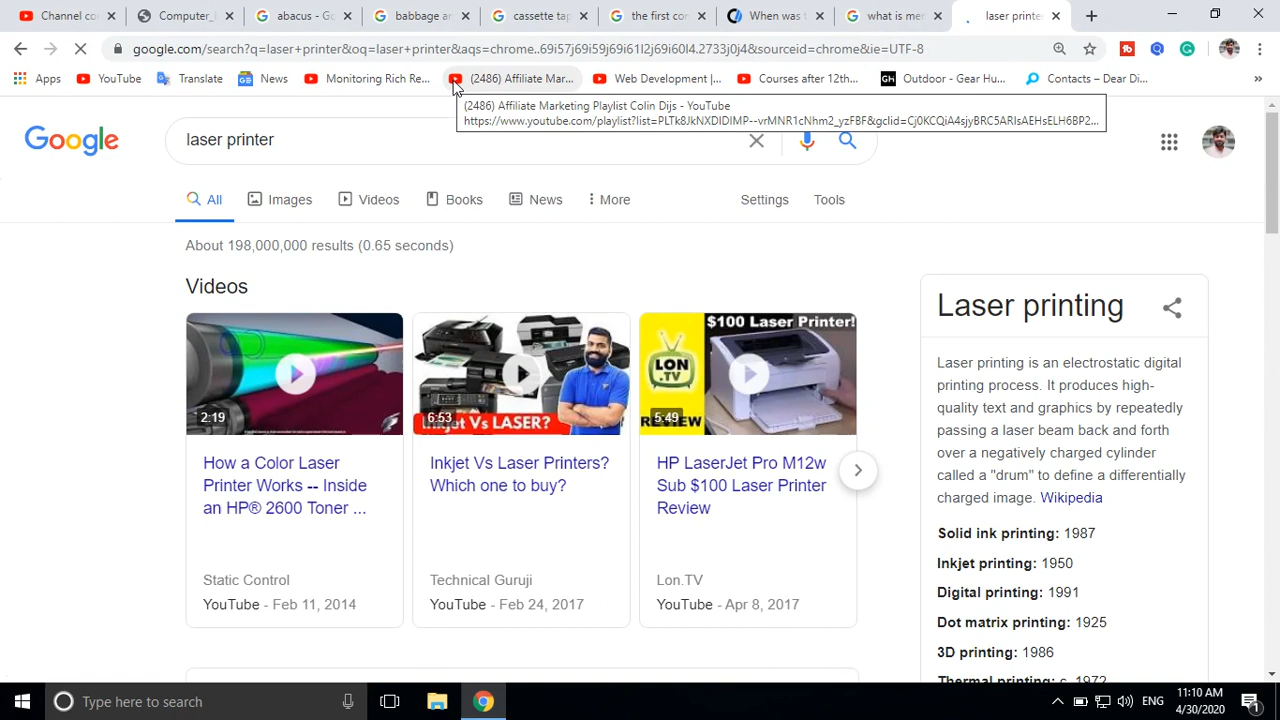 Channel co
Computer_
abacus - Go
babbage an
cassette tap
the first con
When was t
what is mer
laser printe
google.com/search?q=laser+printer&oq=laser+printer&aqs=chrome..69i57j69i59j69i61l2j69i60l4.2733j0j4&sourceid=chrome&ie=UTF-8
Apps
YouTube
Translate
News
Monitoring Rich Re...
(2486) Affiliate Mar...
Web Development |...
Courses after 12th...
GH
Outdoor - Gear Hu...
Contacts – Dear Di...
(2486) Affiliate Marketing Playlist Colin Dijs - YouTube
https://www.youtube.com/playlist?list=PLTk8JkNXDIDIMP--vrMNR1cNhm2_yzFBF&gclid=Cj0KCQiA4sjyBRC5ARIsAEHsELH6BP2...
Google
laser printer
All
Images
Videos
Books
News
More
Settings
Tools
About 198,000,000 results (0.65 seconds)
Videos
2:19
6:53
Inkjet Vs LASER?
$100 Laser Printer!
LON.
TV
5:49
REVIEW
How a Color Laser
Printer Works -- Inside
an HP® 2600 Toner ...
Static Control
YouTube - Feb 11, 2014
Inkjet Vs Laser Printers?
Which one to buy?
Technical Guruji
YouTube - Feb 24, 2017
HP LaserJet Pro M12w
Sub $100 Laser Printer
Review
Lon.TV
YouTube - Apr 8, 2017
Laser printing
Laser printing is an electrostatic digital
printing process. It produces high-
quality text and graphics by repeatedly
passing a laser beam back and forth
over a negatively charged cylinder
called a "drum" to define a differentially
charged image. Wikipedia
Solid ink printing: 1987
Inkjet printing: 1950
Digital printing: 1991
Dot matrix printing: 1925
3D printing: 1986
Thermal printing: c. 1972
Type here to search
ENG
11:10 AM
4/30/2020
1